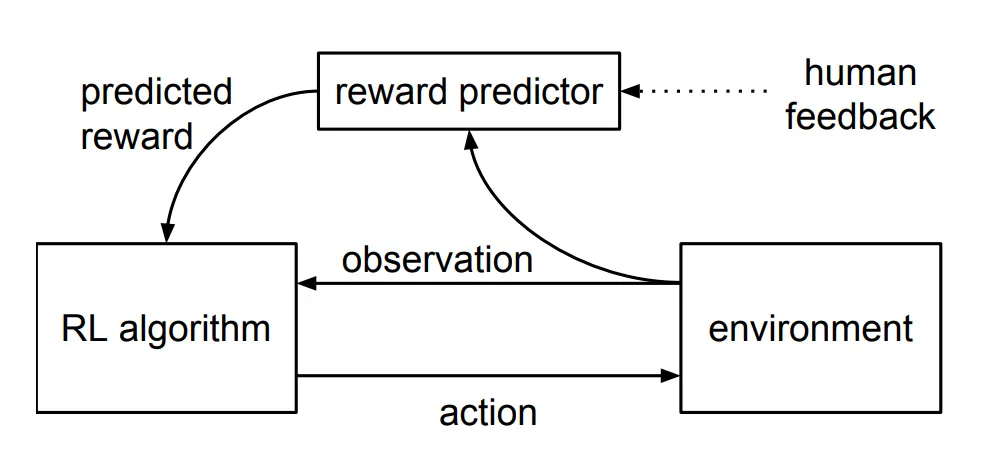 predicted
reward
reward predictor
human
feedback
observation
RL algorithm
environment
action